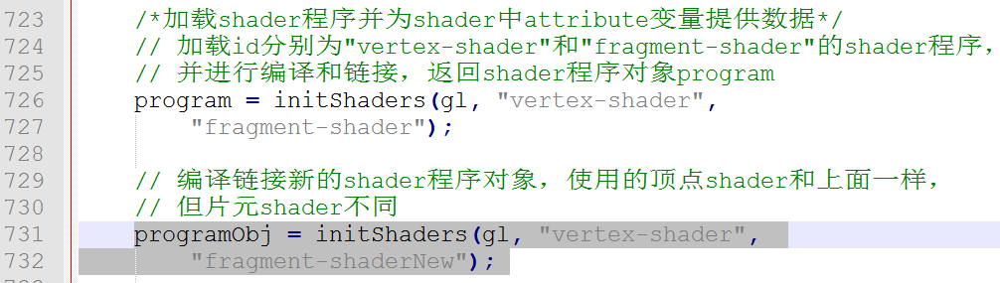 723 /*加载shader程序并为shader中attribute变量提供数据*/
724 // 加载id分别为"vertex-shader"和"fragment-shader"的shader程序，
725 // 并进行编译和链接，返回shader程序对象program
726 program = initShaders(gl, "vertex-shader",
727 "fragment-shader");
728
729 // 编译链接新的shader程序对象，使用的顶点shader和上面一样，
730 // 但片元shader不同
731 programObj = initShaders(gl, "vertex-shader",
732 "fragment-shaderNew");